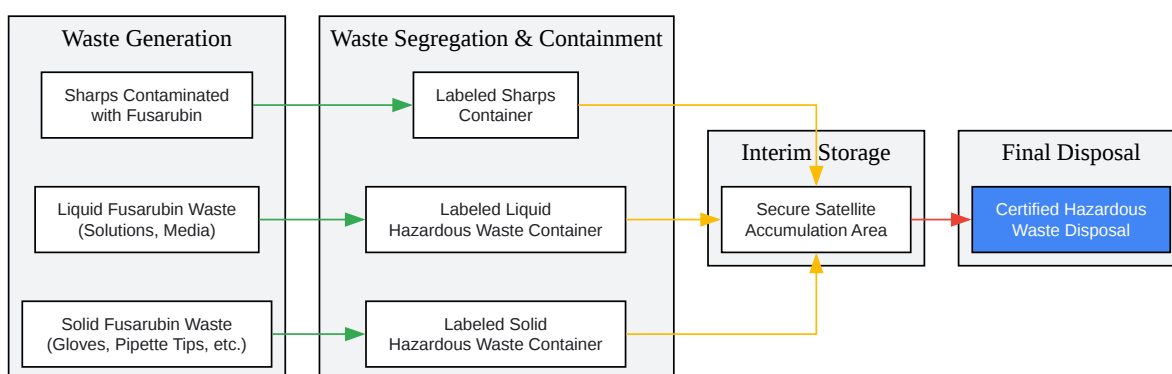 Waste Generation
Sharps Contaminated
with Fusarubin
Liquid Fusarubin Waste
(Solutions, Media)
Solid Fusarubin Waste
(Gloves, Pipette Tips, etc.)
Waste Segregation & Containment
Labeled Sharps
Container
Labeled Liquid
Hazardous Waste Container
Labeled Solid
Hazardous Waste Container
Interim Storage
Secure Satellite
Accumulation Area
Final Disposal
Certified Hazardous
Waste Disposal